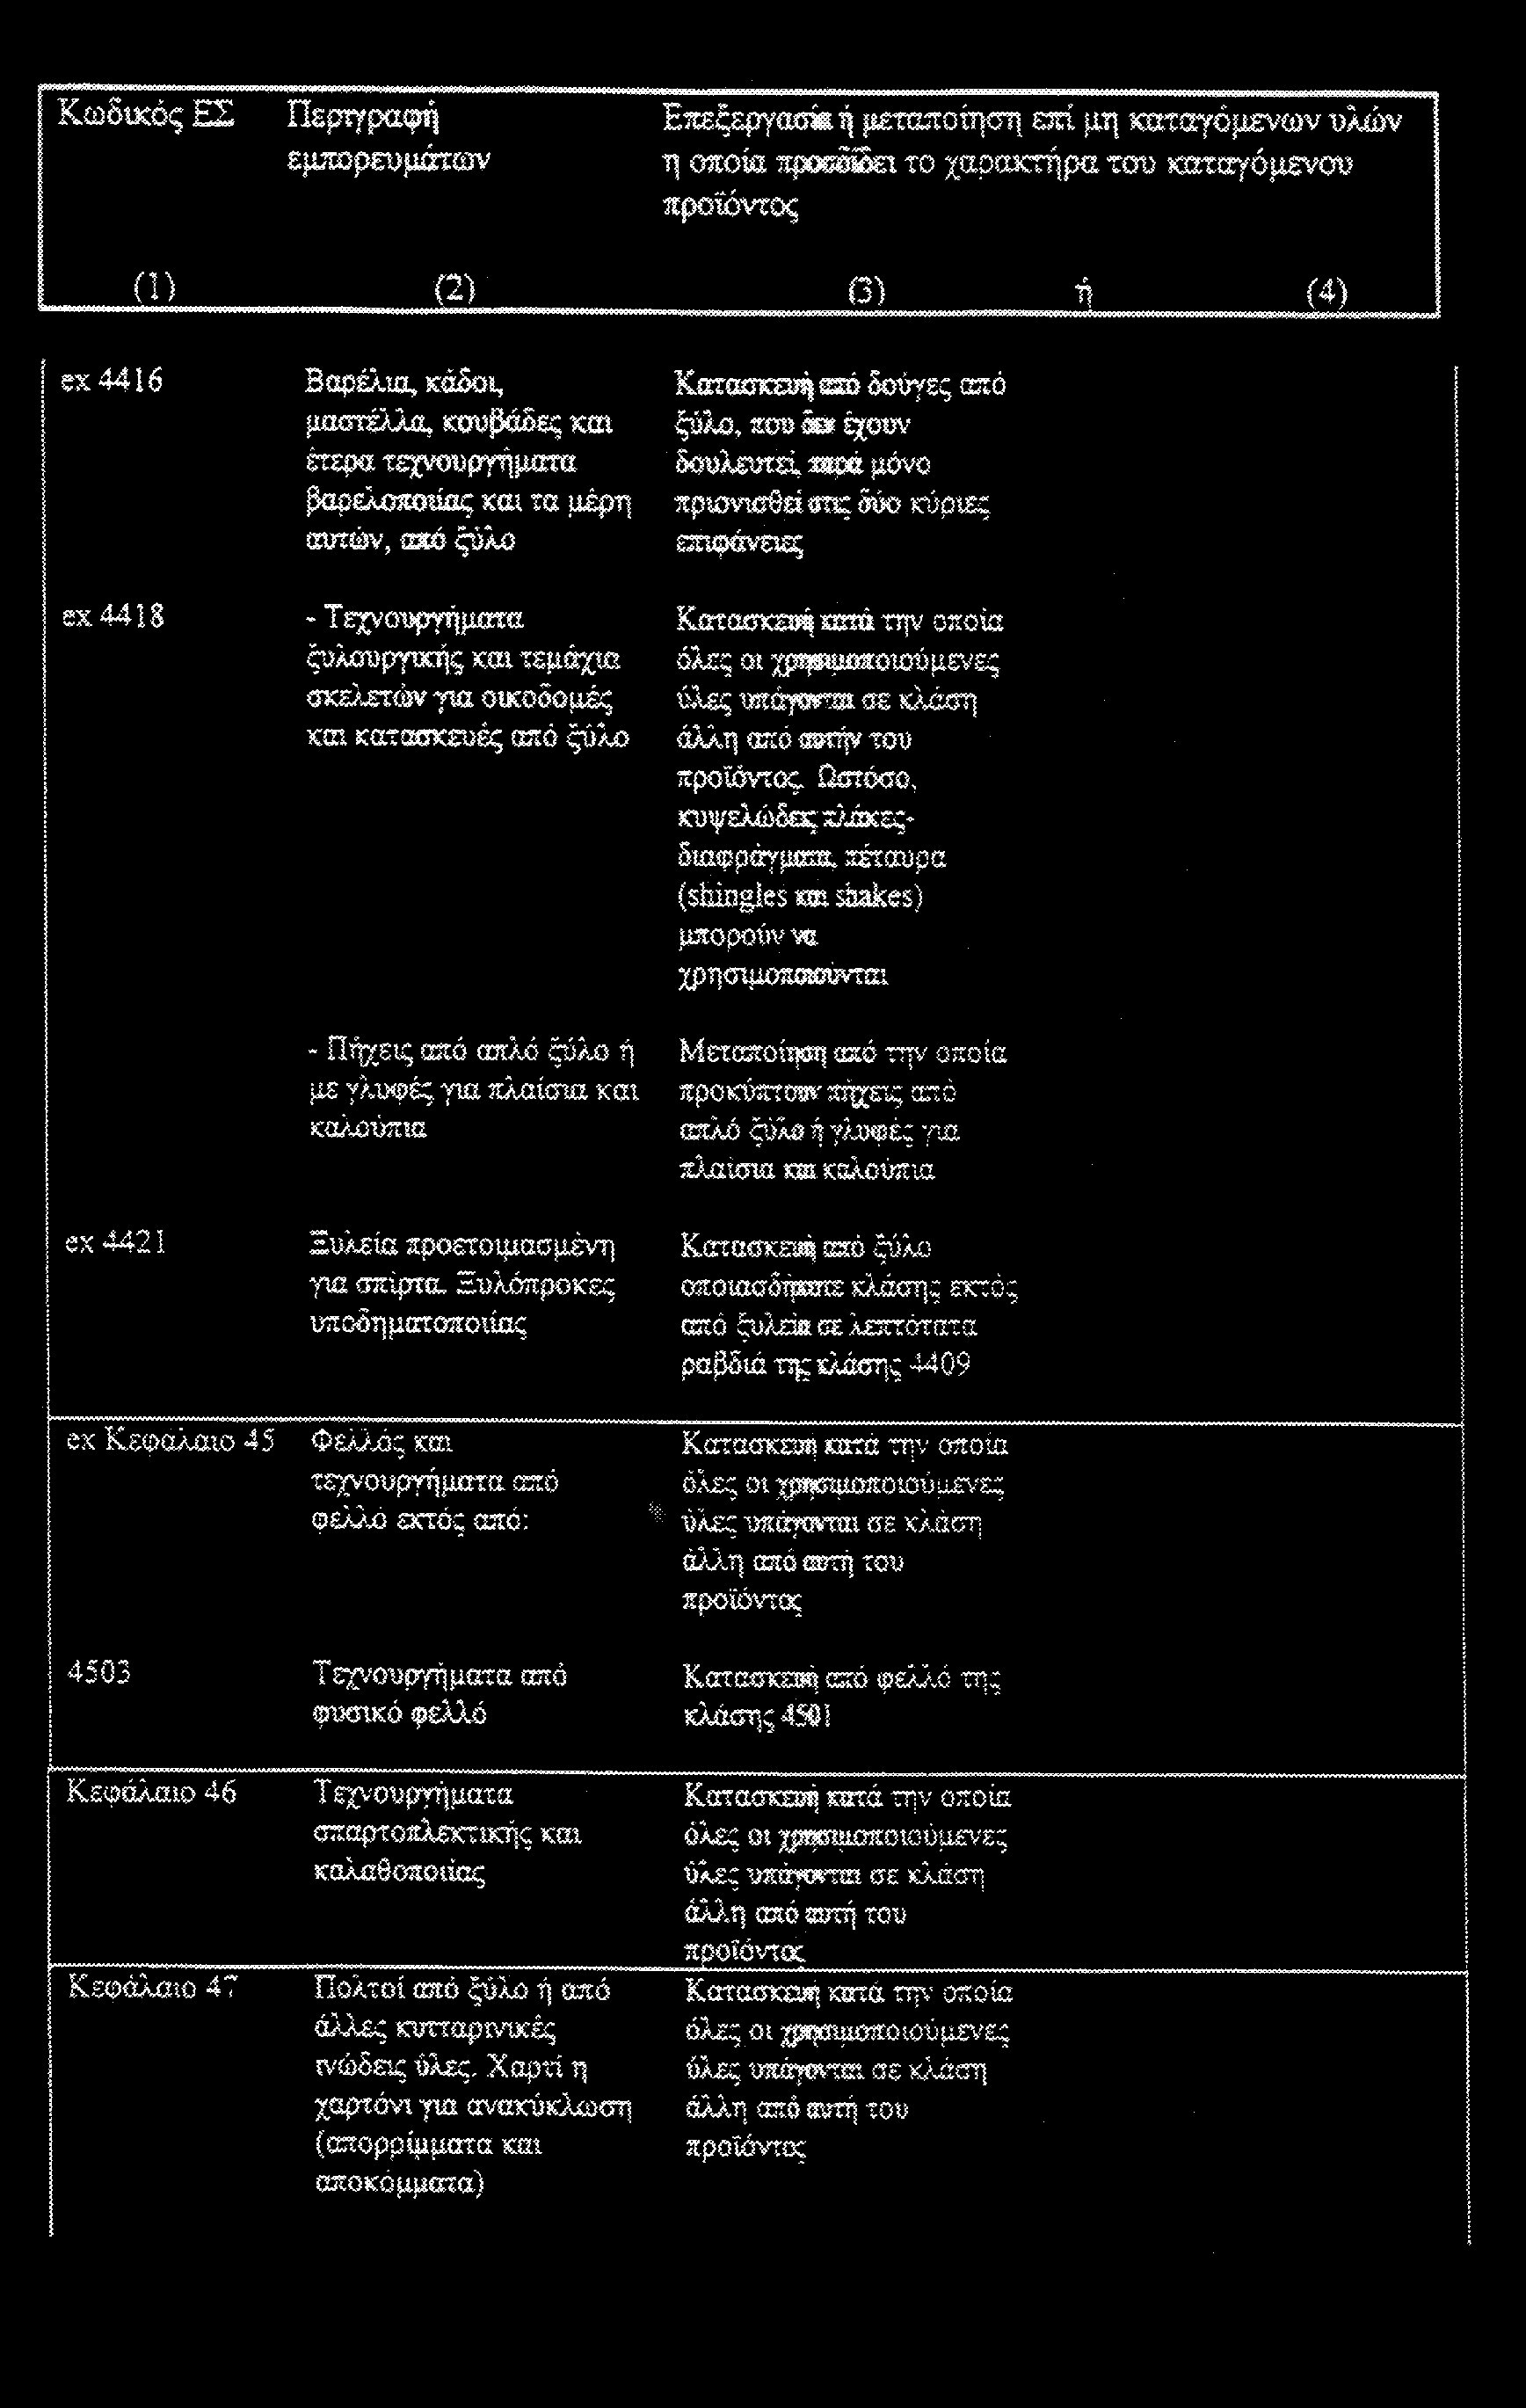 Κωδικός ΕΣ Περιγραφή Επεξεργασία ή μεταποίηση επί μη καταγόμενων υλών
εμπορευμάτων η οποία προσδίδει το χαρακτήρα του καταγόμενου
προϊόντος
(1) (2) (3) ή (4)
ex 4416 Βαρέλια, κάδοι, Κατασκευή από δούγες από
μαστέλλα, κουβάδες και ξύλο, που δεν έχουν
έτερα τεχνουργήματα δουλευτεί, παρά μόνο
βαρελοποιίας και τα μέρη πριονισθεί στις δύο κύριες
αυτών, από ξύλο επιφάνειες
ex 4418 - Τεχνουργήματα Κατασκευή κατά την οποία
ξυλουργικής και τεμάχια όλες οι χρησιμοποιούμενες
σκελετών για οικοδομές ύλες υπάγονται σε κλάση
και κατασκευές από ξύλο άλλη από αυτήν του
προϊόντος. Ωστόσο,
κυψελώδεις πλάκες-
διαφράγματα, πέταυρα
(shingles και shakes)
μπορούν να
χρησιμοποιούνται
- Πήχεις από απλό ξύλο ή Μεταποίηση από την οποία
με γλυφές για πλαίσια και προκύπτουν πήχεις από
καλούπια απλό ξύλο ή γλυφές για
πλαίσια και καλούπια
ex 4421 Ξυλεία προετοιμασμένη Κατασκευή από ξύλο
για σπίρτα. Ξυλόπροκες οποιασδήποτε κλάσης εκτός
υποδηματοποιίας από ξυλεία σε λεπτότατα
ραβδιά της κλάσης 4409
ex Κεφαλαιο 45 Φελλός και Κατασκευή κατά την οποία
τεχνουργήματα από όλες οι χρησιμοποιούμενες
φελλό εκτός από: ύλες υπάγονται σε κλάση
άλλη από αυτή του
προϊόντος
4503 Τεχνουργήματα από Κατασκευή από φελλό της
φυσικό φελλό κλάσης 4501
Κεφάλαιο 46 Τεχνουργήματα Κατασκευή κατά την οποία
σπαρτοπλεκτικής και όλες οι χρησιμοποιούμενες
καλαθοποιίας ύλες υπάγονται σε κλάση
άλλη από αυτή του
προϊόντος
Κεφάλαιο 47 Πολτοί από ξύλο ή από Κατασκευή κατά την οποία
άλλες κυτταρινικές όλες οι χρησιμοποιούμενες
ινώδεις ύλες. Χαρτί η ύλες υπάγονται σε κλάση
χαρτόνι για ανακύκλωση άλλη από αυτή του
(απορρίμματα και προϊόντος
αποκόμματα)